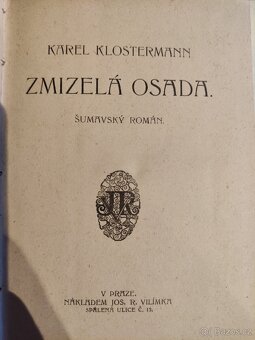 KAREL KLOSTERMANN
ZMIZELÁ OSADA.
ŠUMAVSKÝ ROMÁN.
V PRAZE.
NÁKLADEM JOS. R. VILÍMKA
SPÁLENÁ ULICE Č. 13.